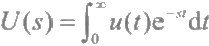 U(s) = ∫₀^∞ u(t)e^{-st}dt